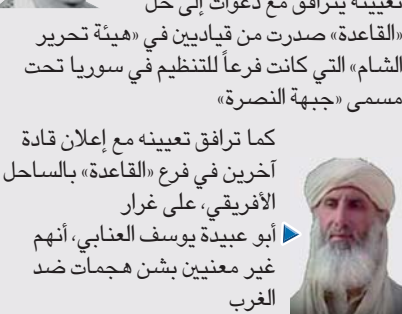 تعيينه يترافق مع دعوات إلى حل
«القاعدة» صدرت من قياديين في «هيئة تحرير
الشام» التي كانت فرعاً للتنظيم في سوريا تحت
مسمى «جبهة النصرة»
كما ترافق تعيينه مع إعلان قادة
آخرين في فرع «القاعدة» بالساحل
الأفريقي، على غرار
أبو عبيدة يوسف العنابي، أنهم
غير معنيين بشن هجمات ضد
الغرب